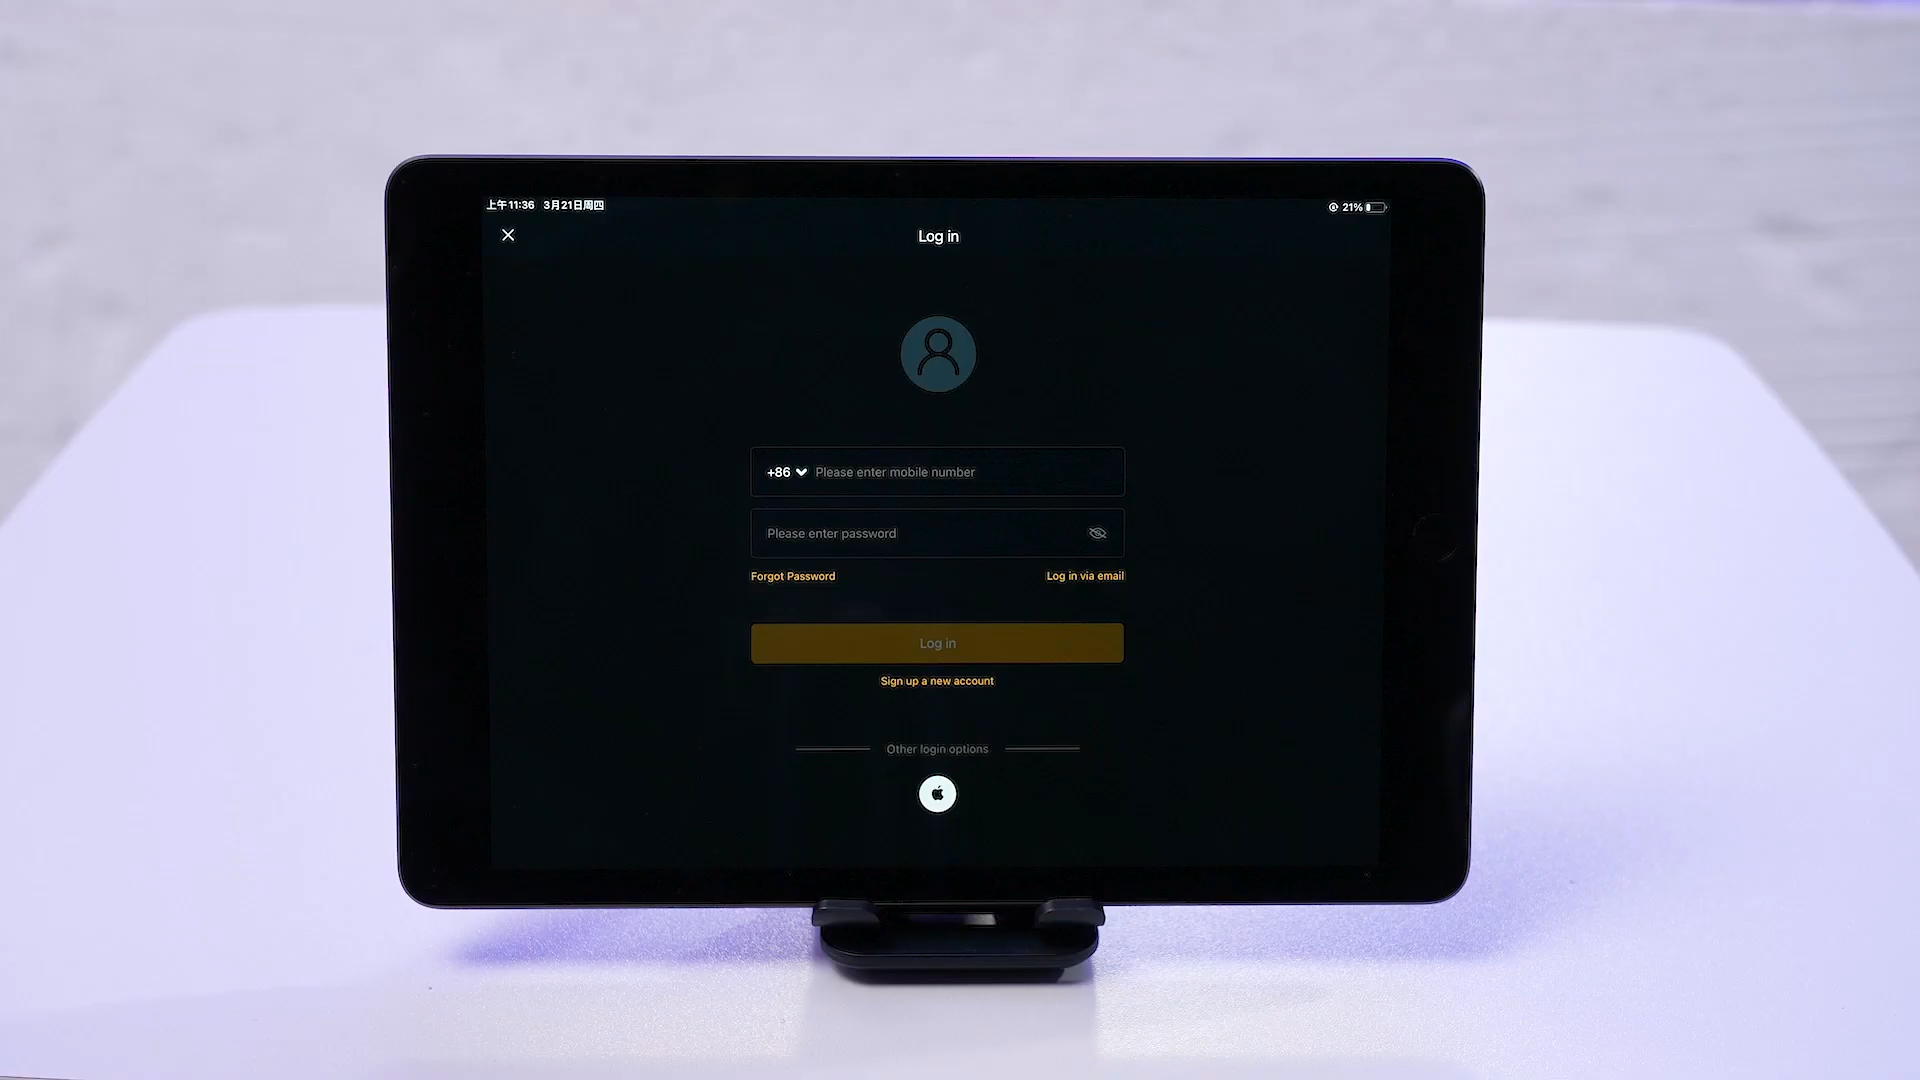 上午11:36 3月21日周四
21%
Log in
+86 Please enter mobile number
Please enter password
Forgot Password
Log in via email
Log in
Sign up a new account
Other login options